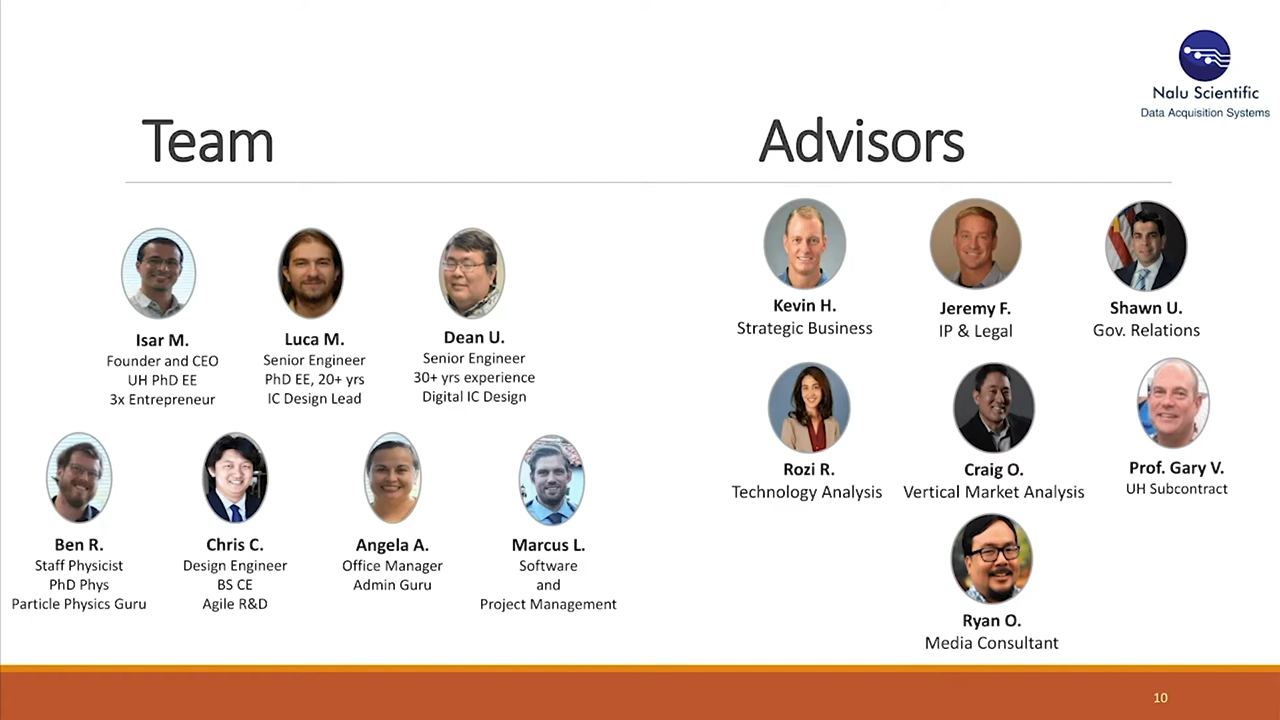 Nalu Scientific
Data Acquisition Systems
Team
Advisors
Isar M.
Founder and CEO
UH PhD EE
3x Entrepreneur
Luca M.
Senior Engineer
PhD EE, 20+ yrs
IC Design Lead
Dean U.
Senior Engineer
30+ yrs experience
Digital IC Design
Ben R.
Staff Physicist
PhD Phys
Particle Physics Guru
Chris C.
Design Engineer
BS CE
Agile R&D
Angela A.
Office Manager
Admin Guru
Marcus L.
Software
and
Project Management
Kevin H.
Strategic Business
Jeremy F.
IP & Legal
Shawn U.
Gov. Relations
Rozi R.
Technology Analysis
Craig O.
Vertical Market Analysis
Prof. Gary V.
UH Subcontract
Ryan O.
Media Consultant
10